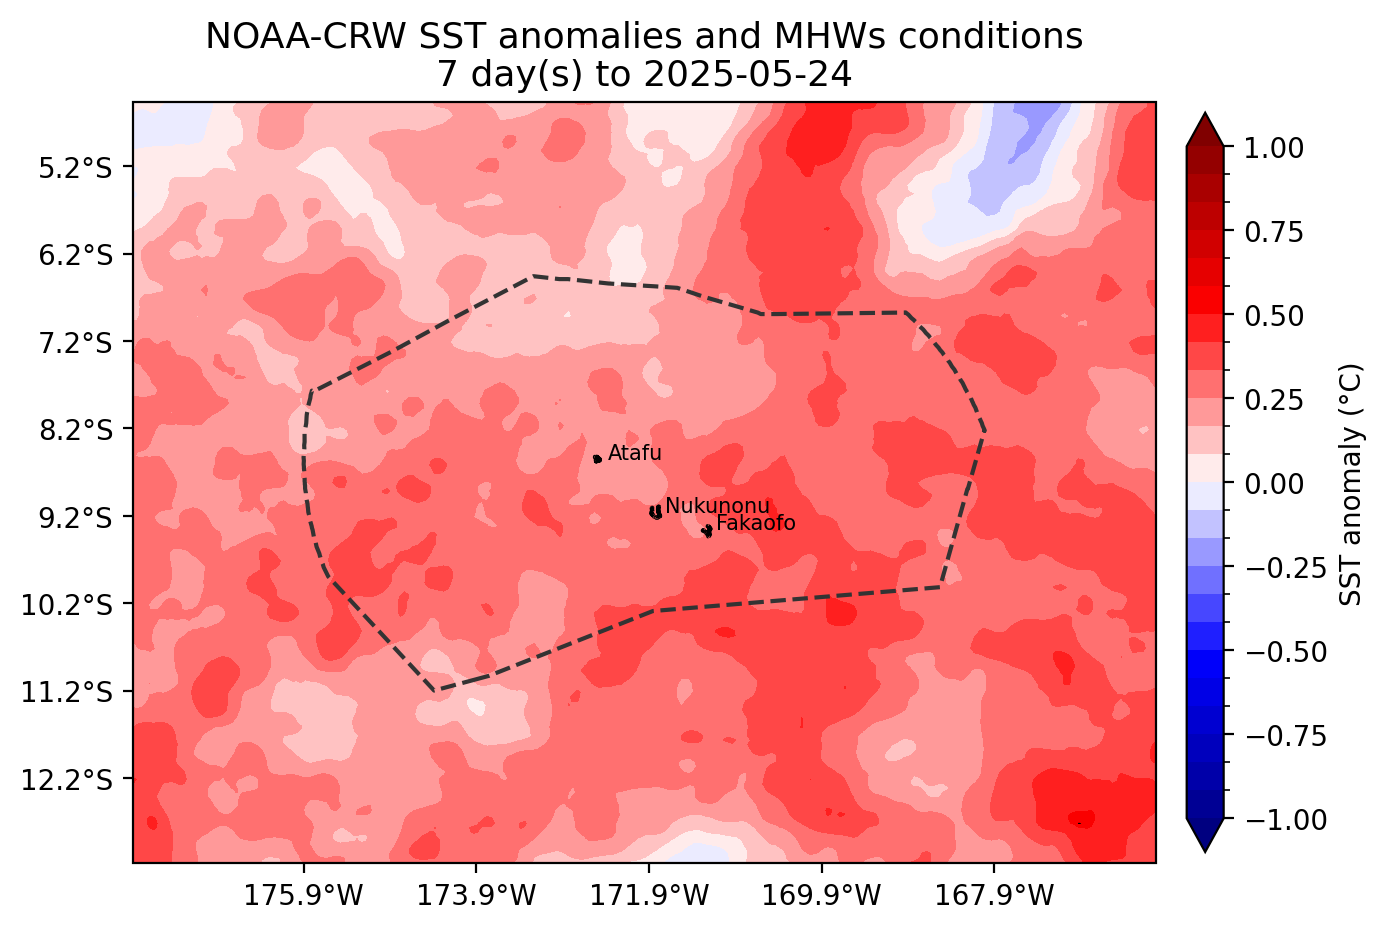 NOAA-CRW SST anomalies and MHWs conditions
7 day(s) to 2025-05-24
5.2°S
6.2°S
7.2°S
8.2°S
9.2°S
10.2°S
11.2°S
12.2°S
Atafu
Nukunonu
Fakaofo
175.9°W
173.9°W
171.9°W
169.9°W
167.9°W
1.00
0.75
0.50
0.25
0.00
−0.25
−0.50
−0.75
−1.00
SST anomaly (°C)